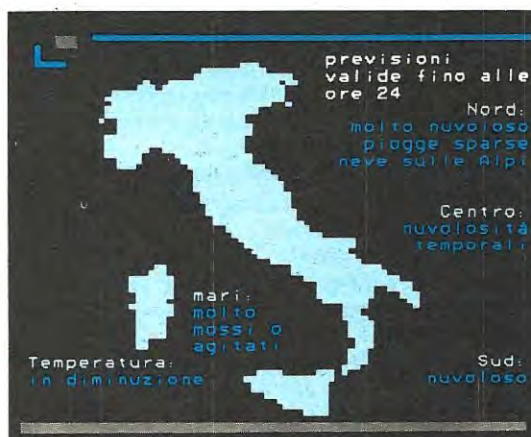 previsioni
valide fino alle
ore 24
Nord:
molto nuvoloso
piogge sparse
neve sulle Alpi
Centro:
nuvolosità
temporali
mari:
molto
mossi o
agitati
Temperatura:
in diminuzione
Sud:
nuvoloso